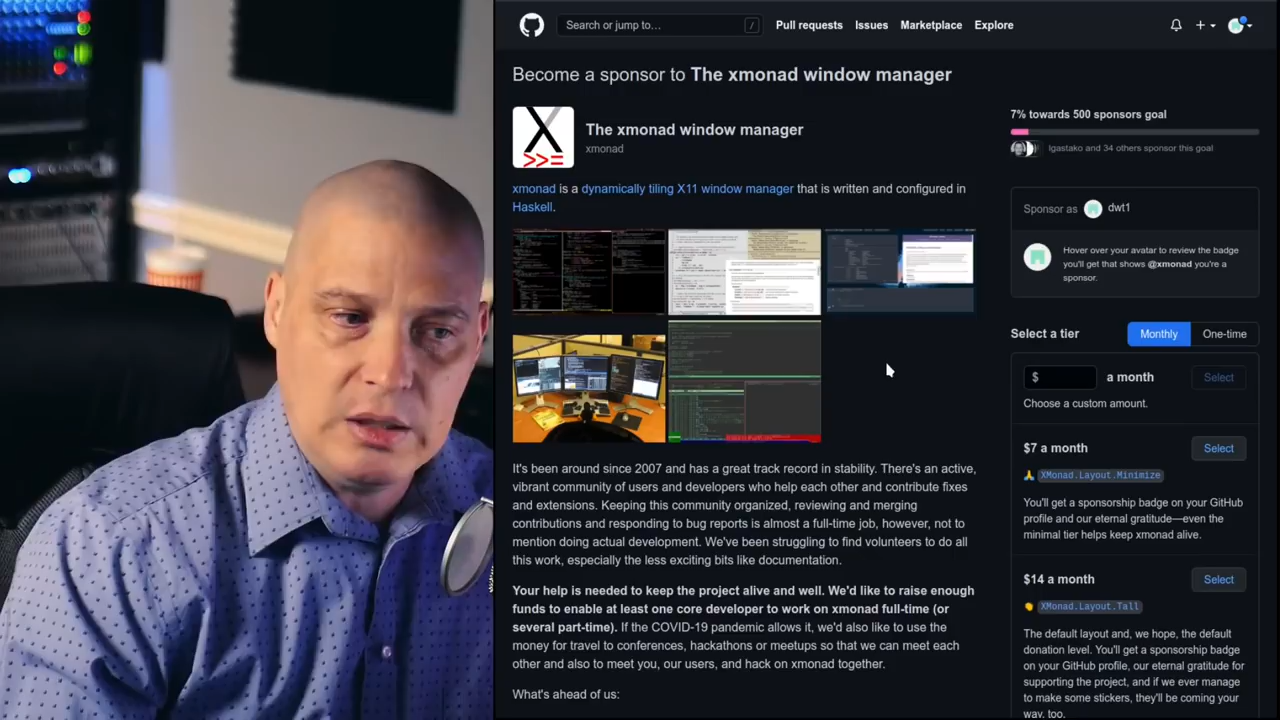 Search or jump to…
/
Pull requests
Issues
Marketplace
Explore
Become a sponsor to The xmonad window manager
The xmonad window manager
xmonad
xmonad is a dynamically tiling X11 window manager that is written and configured in
Haskell.
It's been around since 2007 and has a great track record in stability. There's an active,
vibrant community of users and developers who help each other and contribute fixes
and extensions. Keeping this community organized, reviewing and merging
contributions and responding to bug reports is almost a full-time job, however, not to
mention doing actual development. We've been struggling to find volunteers to do all
this work, especially the less exciting bits like documentation.
Your help is needed to keep the project alive and well. We'd like to raise enough
funds to enable at least one core developer to work on xmonad full-time (or
several part-time). If the COVID-19 pandemic allows it, we'd also like to use the
money for travel to conferences, hackathons or meetups so that we can meet each
other and also to meet you, our users, and hack on xmonad together.
What's ahead of us:
7% towards 500 sponsors goal
lgastako and 34 others sponsor this goal
Sponsor as dwt1
Hover over your avatar to review the badge
you'll get that shows @xmonad you're a
sponsor.
Select a tier
Monthly
One-time
$ a month
Select
Choose a custom amount.
$7 a month
Select
🙏 XMonad.Layout.Minimize
You'll get a sponsorship badge on your GitHub
profile and our eternal gratitude—even the
minimal tier helps keep xmonad alive.
$14 a month
Select
👏 XMonad.Layout.Tall
The default layout and, we hope, the default
donation level. You'll get a sponsorship badge
on your GitHub profile, our eternal gratitude for
supporting the project, and if we ever manage
to make some stickers, they'll be coming your
way, too.